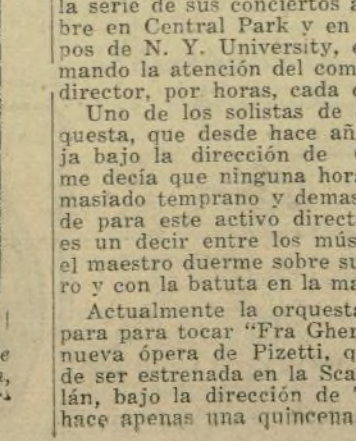 la serie de sus conciertos a
bre en Central Park y en
pos de N. Y. University,
mando la atención del com
director, por horas, cada
Uno de los solistas de
questa, que desde hace añ
ja bajo la dirección de
me decía que ninguna hora
masiado temprano y demas
de para este activo direct
es un decir entre los mús
el maestro duerme sobre su
ro y con la batuta en la ma
Actualmente la orquesta
para para tocar "Fra Gher
nueva ópera de Pizetti, q
de ser estrenada en la Sca
lán, bajo la dirección de
hace apenas una quincena